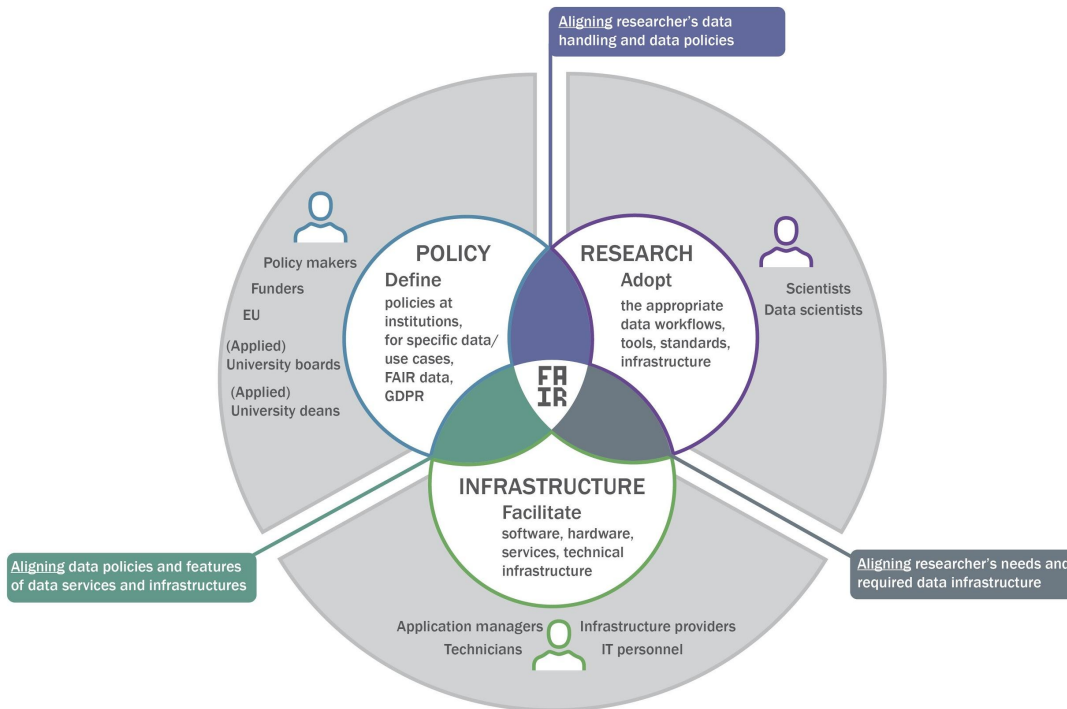 Aligning researcher's data
handling and data policies
Policy makers
Funders
EU
(Applied)
University boards
(Applied)
University deans
POLICY
Define
policies at
institutions,
for specific data/
use cases,
FAIR data,
GDPR
RESEARCH
Adopt
the appropriate
data workflows,
tools, standards,
infrastructure
Scientists
Data scientists
FA
IR
INFRASTRUCTURE
Facilitate
software, hardware,
services, technical
infrastructure
Aligning data policies and features
of data services and infrastructures
Aligning researcher's needs and
required data infrastructure
Application managers
Technicians
Infrastructure providers
IT personnel